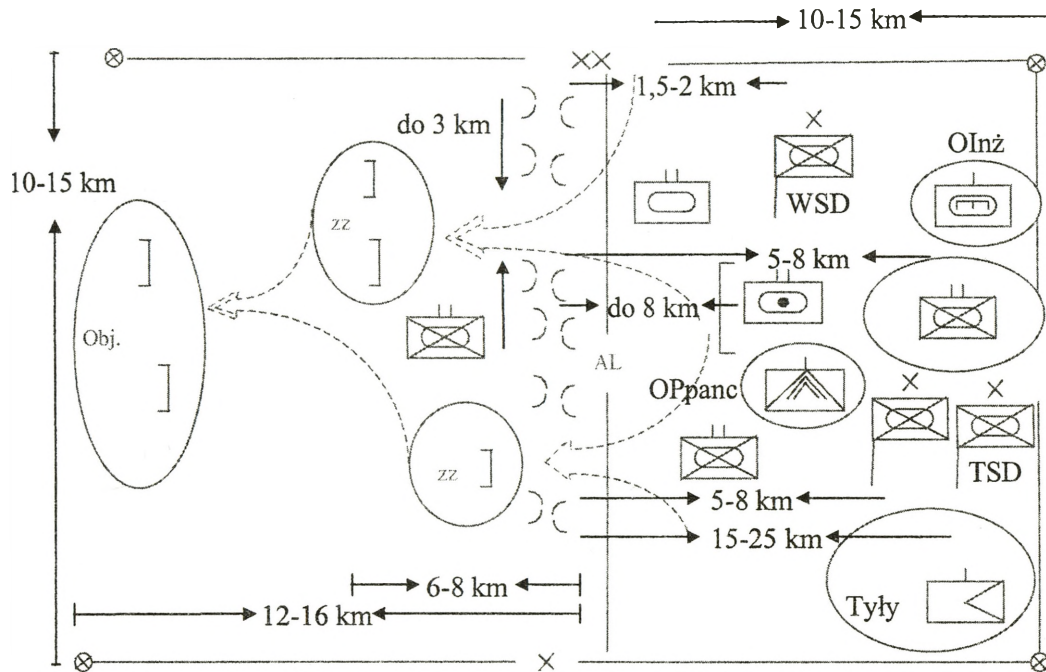 10-15 km
1,5-2 km
do 3 km
10-15 km
OInż
WSD
zz
5-8 km
do 8 km
Obj.
AL
OPpanc
zz
TSD
5-8 km
15-25 km
6-8 km
12-16 km
Tyły